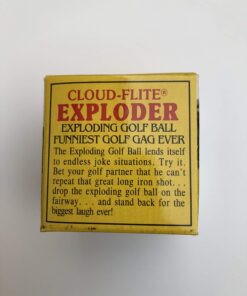 CLOUD-FLITE®
EXPLODER
EXPLODING GOLF BALL
FUNNIEST GOLF GAG EVER
The Exploding Golf Ball lends itself
to endless joke situations. Try it.
Bet your golf partner that he can't
repeat that great long iron shot. . .
drop the exploding golf ball on the
fairway. . . and stand back for the
biggest laugh ever!